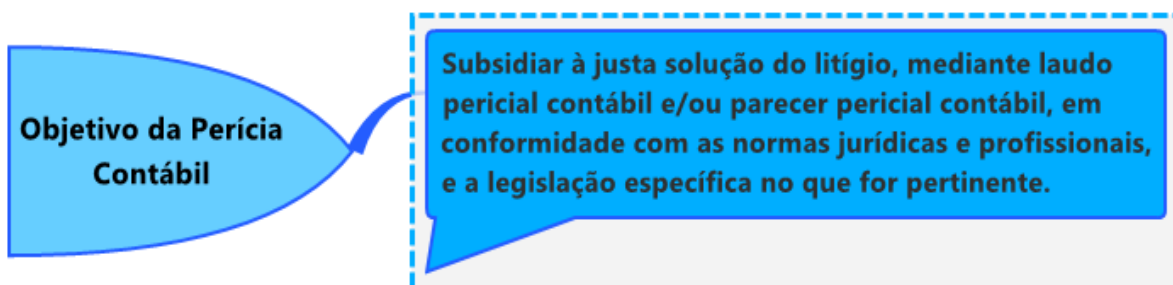 Objetivo da Perícia
Contábil
Subsidiar à justa solução do litígio, mediante laudo
pericial contábil e/ou parecer pericial contábil, em
conformidade com as normas jurídicas e profissionais,
e a legislação específica no que for pertinente.